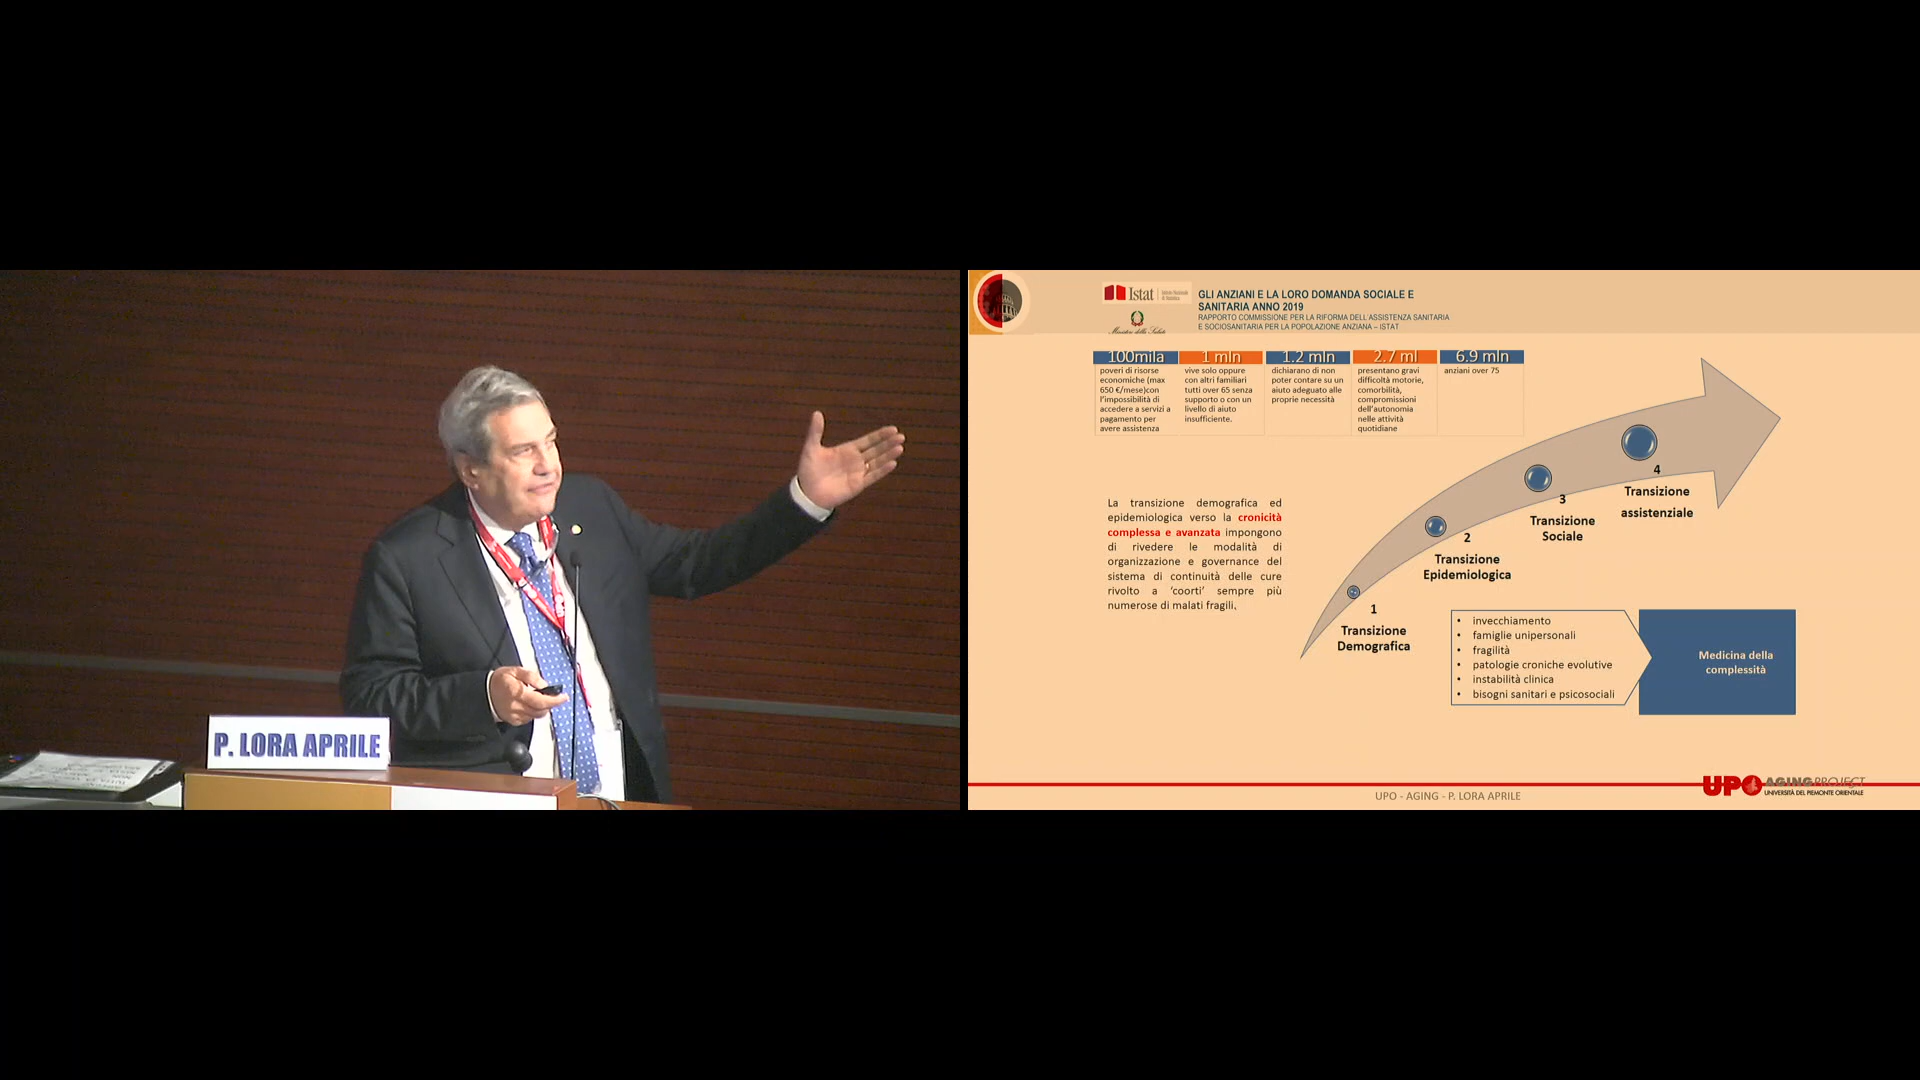 P. LORA APRILE
Istat
GLI ANZIANI E LA LORO DOMANDA SOCIALE E
SANITARIA ANNO 2019
RAPPORTO COMMISSIONE PER LA RIFORMA DELL'ASSISTENZA SANITARIA
E SOCIOSANITARIA PER LA POPOLAZIONE ANZIANA – ISTAT
Ministero della Salute
100mila
poveri di risorse
economiche (max
650 €/mese)con
l'impossibilità di
accedere a servizi a
pagamento per
avere assistenza
1 mln
vive solo oppure
con altri familiari
tutti over 65 senza
supporto o con un
livello di aiuto
insufficiente.
1.2 mln
dichiarano di non
poter contare su un
aiuto adeguato alle
proprie necessità
2.7 ml
presentano gravi
difficoltà motorie,
comorbilità,
compromissioni
dell'autonomia
nelle attività
quotidiane
6.9 mln
anziani over 75
La transizione demografica ed
epidemiologica verso la cronicità
complessa e avanzata impongono
di rivedere le modalità di
organizzazione e governance del
sistema di continuità delle cure
rivolto a 'coorti' sempre più
numerose di malati fragili.
1
Transizione
Demografica
2
Transizione
Epidemiologica
3
Transizione
Sociale
4
Transizione
assistenziale
• invecchiamento
• famiglie unipersonali
• fragilità
• patologie croniche evolutive
• instabilità clinica
• bisogni sanitari e psicosociali
Medicina della
complessità
UPO - AGING - P. LORA APRILE
UPO AGING PROJECT
UNIVERSITÀ DEL PIEMONTE ORIENTALE